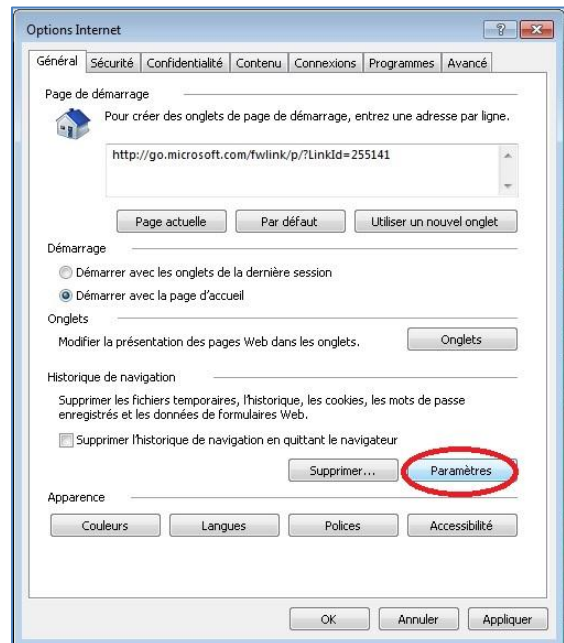 Options Internet
Général Sécurité Confidentialité Contenu Connexions Programmes Avancé
Page de démarrage
Pour créer des onglets de page de démarrage, entrez une adresse par ligne.
http://go.microsoft.com/fwlink/p/?LinkId=255141
Page actuelle Par défaut Utiliser un nouvel onglet
Démarrage
Démarrer avec les onglets de la dernière session
Démarrer avec la page d'accueil
Onglets
Modifier la présentation des pages Web dans les onglets. Onglets
Historique de navigation
Supprimer les fichiers temporaires, l'historique, les cookies, les mots de passe
enregistrés et les données de formulaires Web.
Supprimer l'historique de navigation en quittant le navigateur
Supprimer... Paramètres
Apparence
Couleurs Langues Polices Accessibilité
OK Annuler Appliquer